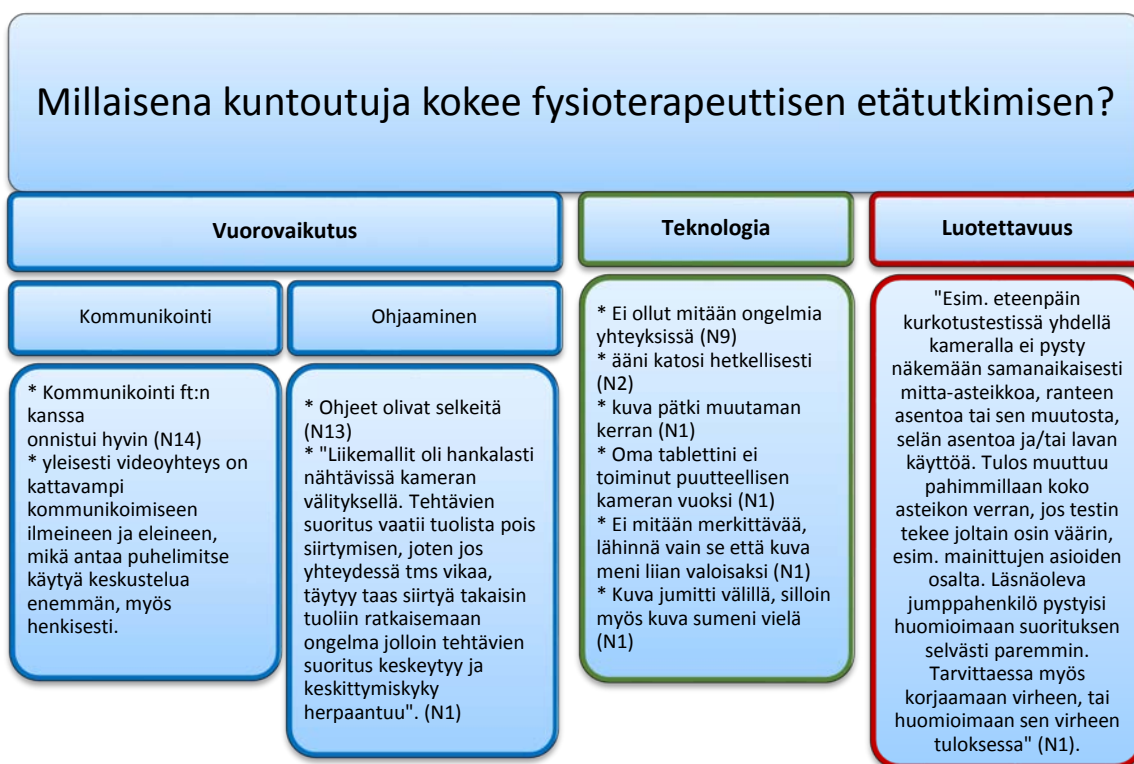 Millaisena kuntoutuja kokee fysioterapeuttisen etätutkimisen?
Vuorovaikutus
Kommunikointi
* Kommunikointi ft:n
kanssa
onnistui hyvin (N14)
* yleisesti videoyhteys on
kattavampi
kommunikoimiseen
ilmeineen ja eleineen,
mikä antaa puhelimitse
käytyä keskustelua
enemmän, myös
henkisesti.
Ohjaaminen
* Ohjeet olivat selkeitä
(N13)
* "Liikemallit oli hankalasti
nähtävissä kameran
välityksellä. Tehtävien
suoritus vaatii tuolista pois
siirtymisen, joten jos
yhteydessä tms vikaa,
täytyy taas siirtyä takaisin
tuoliin ratkaisemaan
ongelma jolloin tehtävien
suoritus keskeytyy ja
keskittymiskyky
herpaantuu". (N1)
Teknologia
* Ei ollut mitään ongelmia
yhteyksissä (N9)
* ääni katosi hetkellisesti
(N2)
* kuva pätki muutaman
kerran (N1)
* Oma tablettini ei
toiminut puutteellisen
kameran vuoksi (N1)
* Ei mitään merkittävää,
lähinnä vain se että kuva
meni liian valoisaksi (N1)
* Kuva jumitti välillä, silloin
myös kuva sumeni vielä
(N1)
Luotettavuus
"Esim. eteenpäin
kurkotustestissä yhdellä
kameralla ei pysty
näkemään samanaikaisesti
mitta-asteikkoa, ranteen
asentoa tai sen muutosta,
selän asentoa ja/tai lavan
käyttöä. Tulos muuttuu
pahimmillaan koko
asteikon verran, jos testin
tekee joltain osin väärin,
esim. mainittujen asioiden
osalta. Läsnäoleva
jumppahenkilö pystyisi
huomioimaan suorituksen
selvästi paremmin.
Tarvittaessa myös
korjaamaan virheen, tai
huomioimaan sen virheen
tuloksessa" (N1).